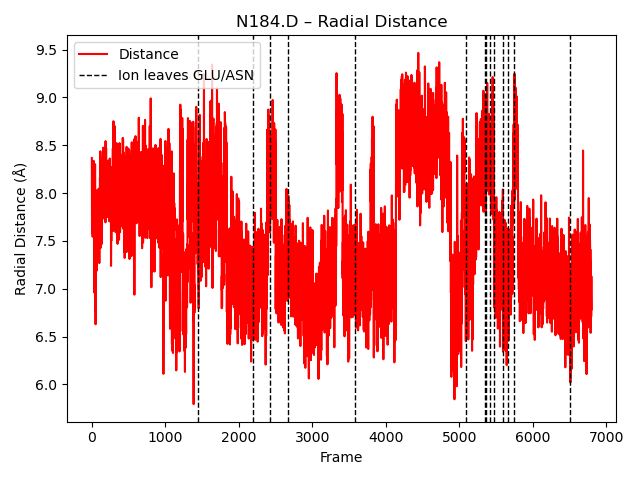 N184.D – Radial Distance
Distance
Ion leaves GLU/ASN
Radial Distance (Å)
9.5
9.0
8.5
8.0
7.5
7.0
6.5
6.0
0 1000 2000 3000 4000 5000 6000 7000
Frame